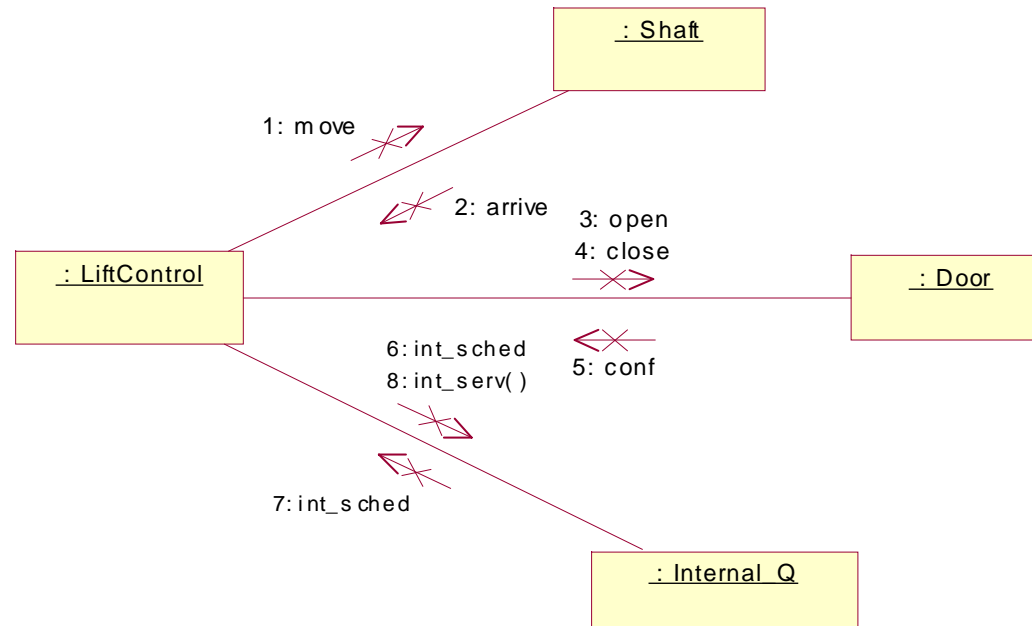 : Shaft
1: move
2: arrive
3: open
4: close
: LiftControl
: Door
6: int_sched
8: int_serv()
5: conf
7: int_sched
: Internal_Q